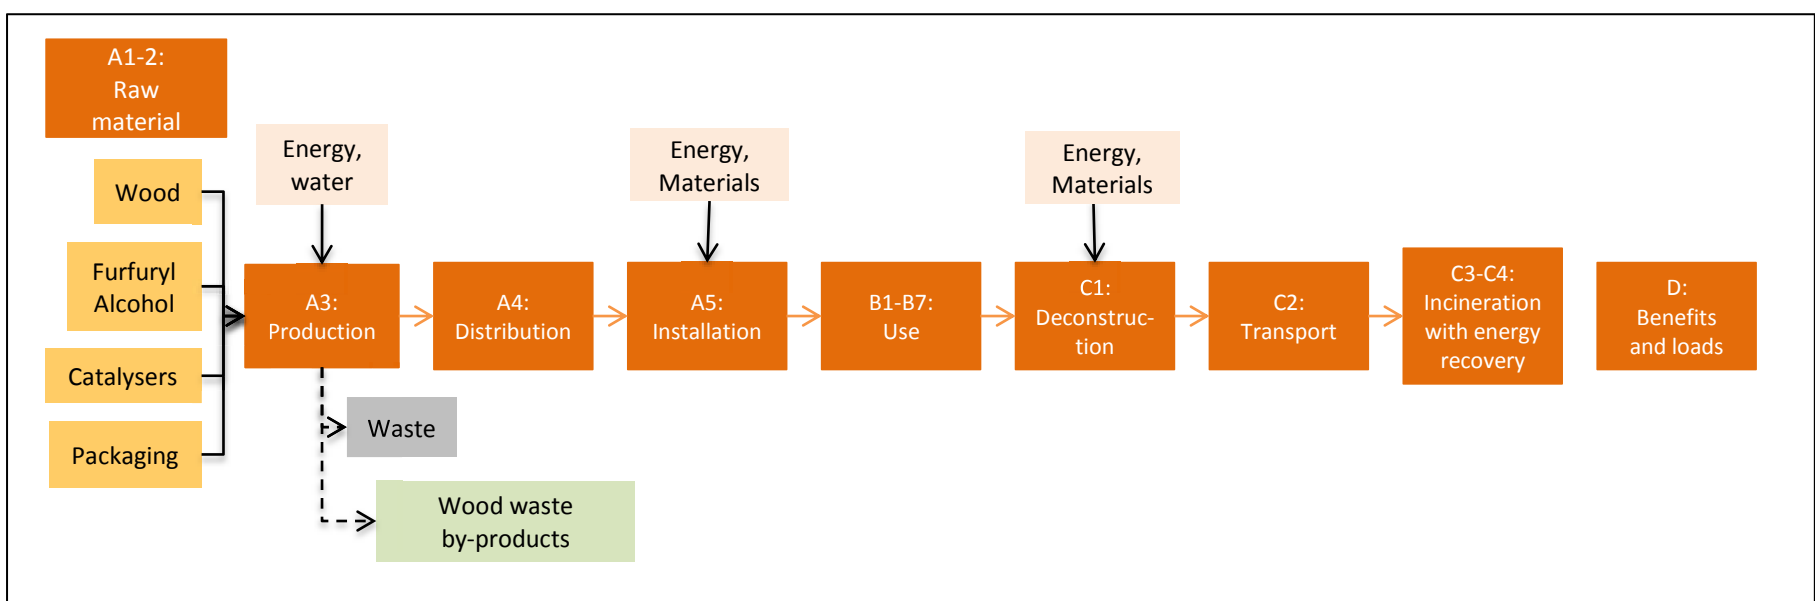 A1-2:
Raw
material
Wood
Furfuryl
Alcohol
Catalysers
Packaging
Energy,
water
A3:
Production
Waste
Wood waste
by-products
A4:
Distribution
Energy,
Materials
A5:
Installation
B1-B7:
Use
Energy,
Materials
C1:
Deconstruc-
tion
C2:
Transport
C3-C4:
Incineration
with energy
recovery
D:
Benefits
and loads